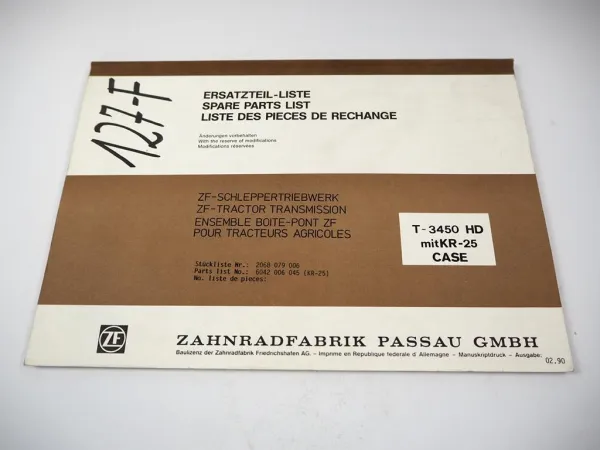 127-F
ERSATZTEIL-LISTE
SPARE PARTS LIST
LISTE DES PIECES DE RECHANGE
Änderungen vorbehalten
With the reserve of modifications
Modifications réservées
ZF-SCHLEPPERTRIEBWERK
ZF-TRACTOR TRANSMISSION
ENSEMBLE BOITE-PONT ZF
POUR TRACTEURS AGRICOLES
T-3450 HD
mitKR-25
CASE
Stückliste Nr.: 2068 079 006
Parts list No.: 6042 006 045 (KR-25)
No. liste de pièces:
ZF
ZAHNRADFABRIK PASSAU GMBH
Baulizenz der Zahnradfabrik Friedrichshafen AG. – Imprimé en Republique federale d'Allemagne – Manuskriptdruck – Ausgabe: 02.90